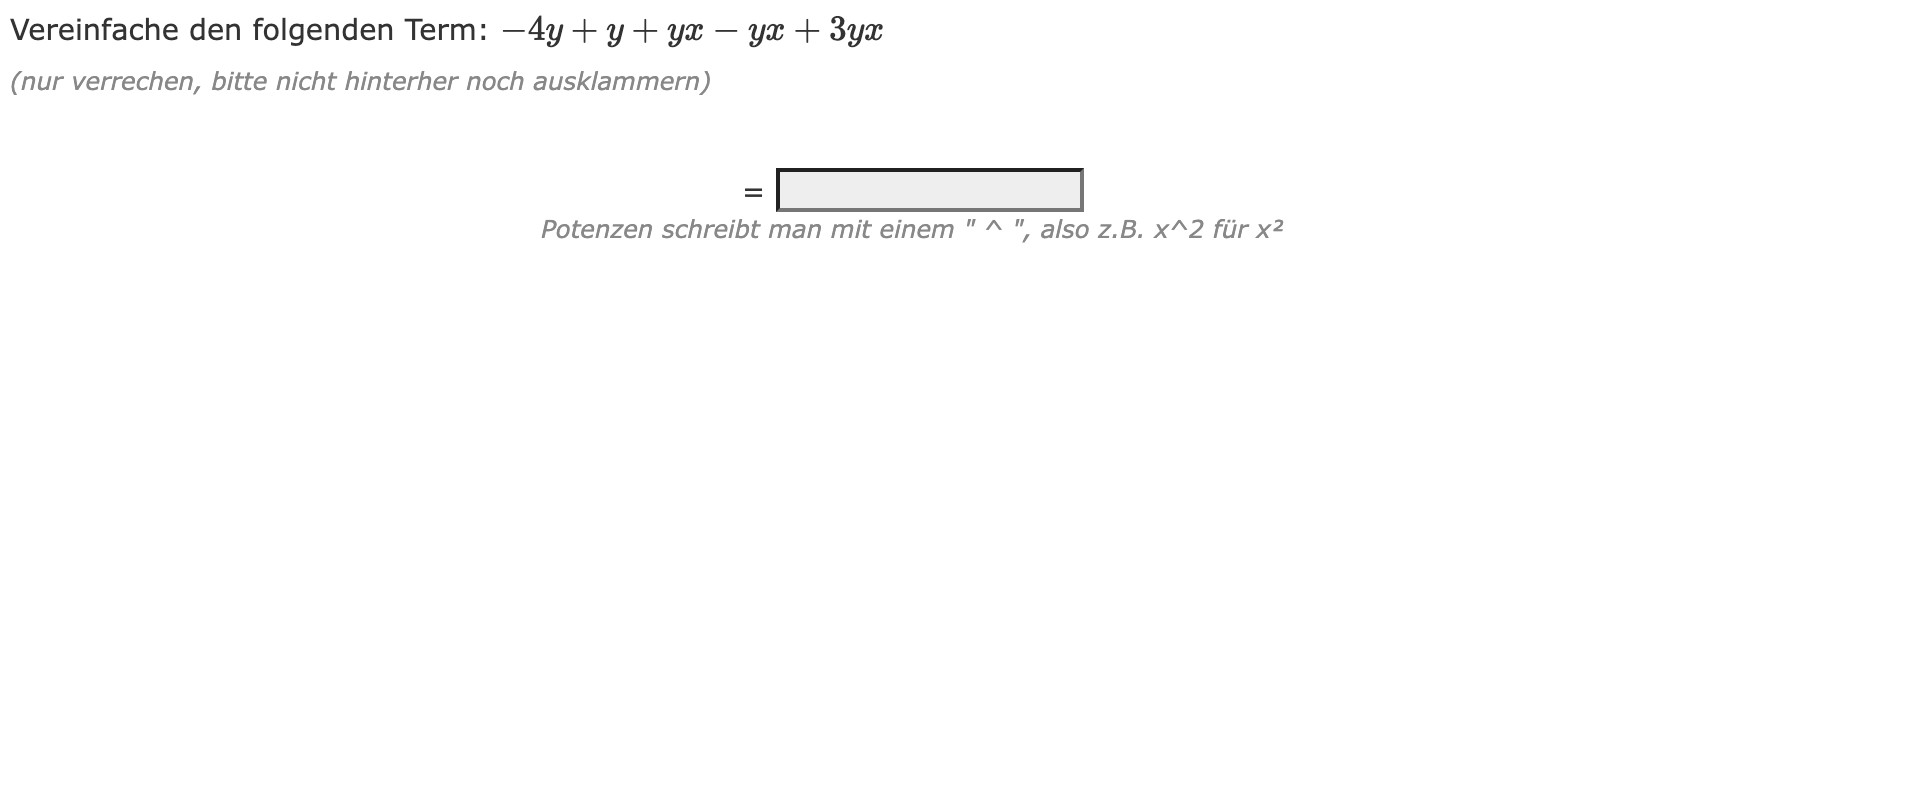 Vereinfache den folgenden Term: −4y + y + yx − yx + 3yx
(nur verrechen, bitte nicht hinterher noch ausklammern)
=
Potenzen schreibt man mit einem " ^ ", also z.B. x^2 für x²